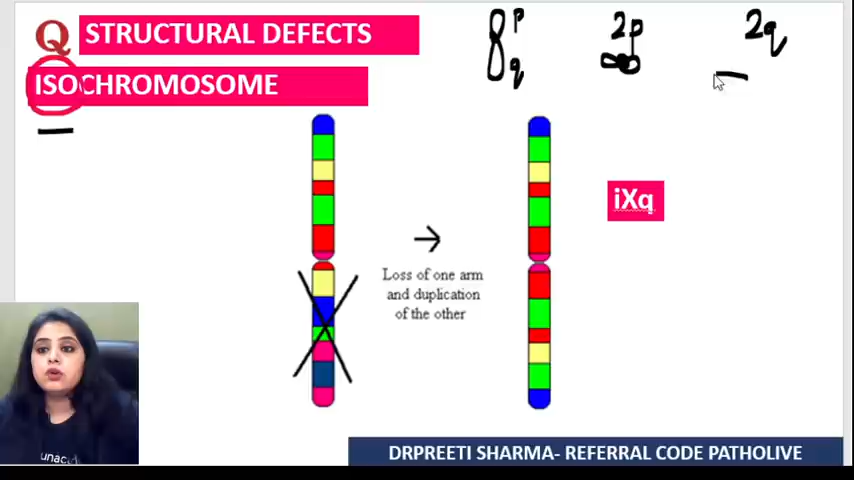 Q STRUCTURAL DEFECTS
ISOCHROMOSOME
p
q
2p
2q
iXq
Loss of one arm
and duplication
of the other
unac
DRPREETI SHARMA- REFERRAL CODE PATHOLIVE